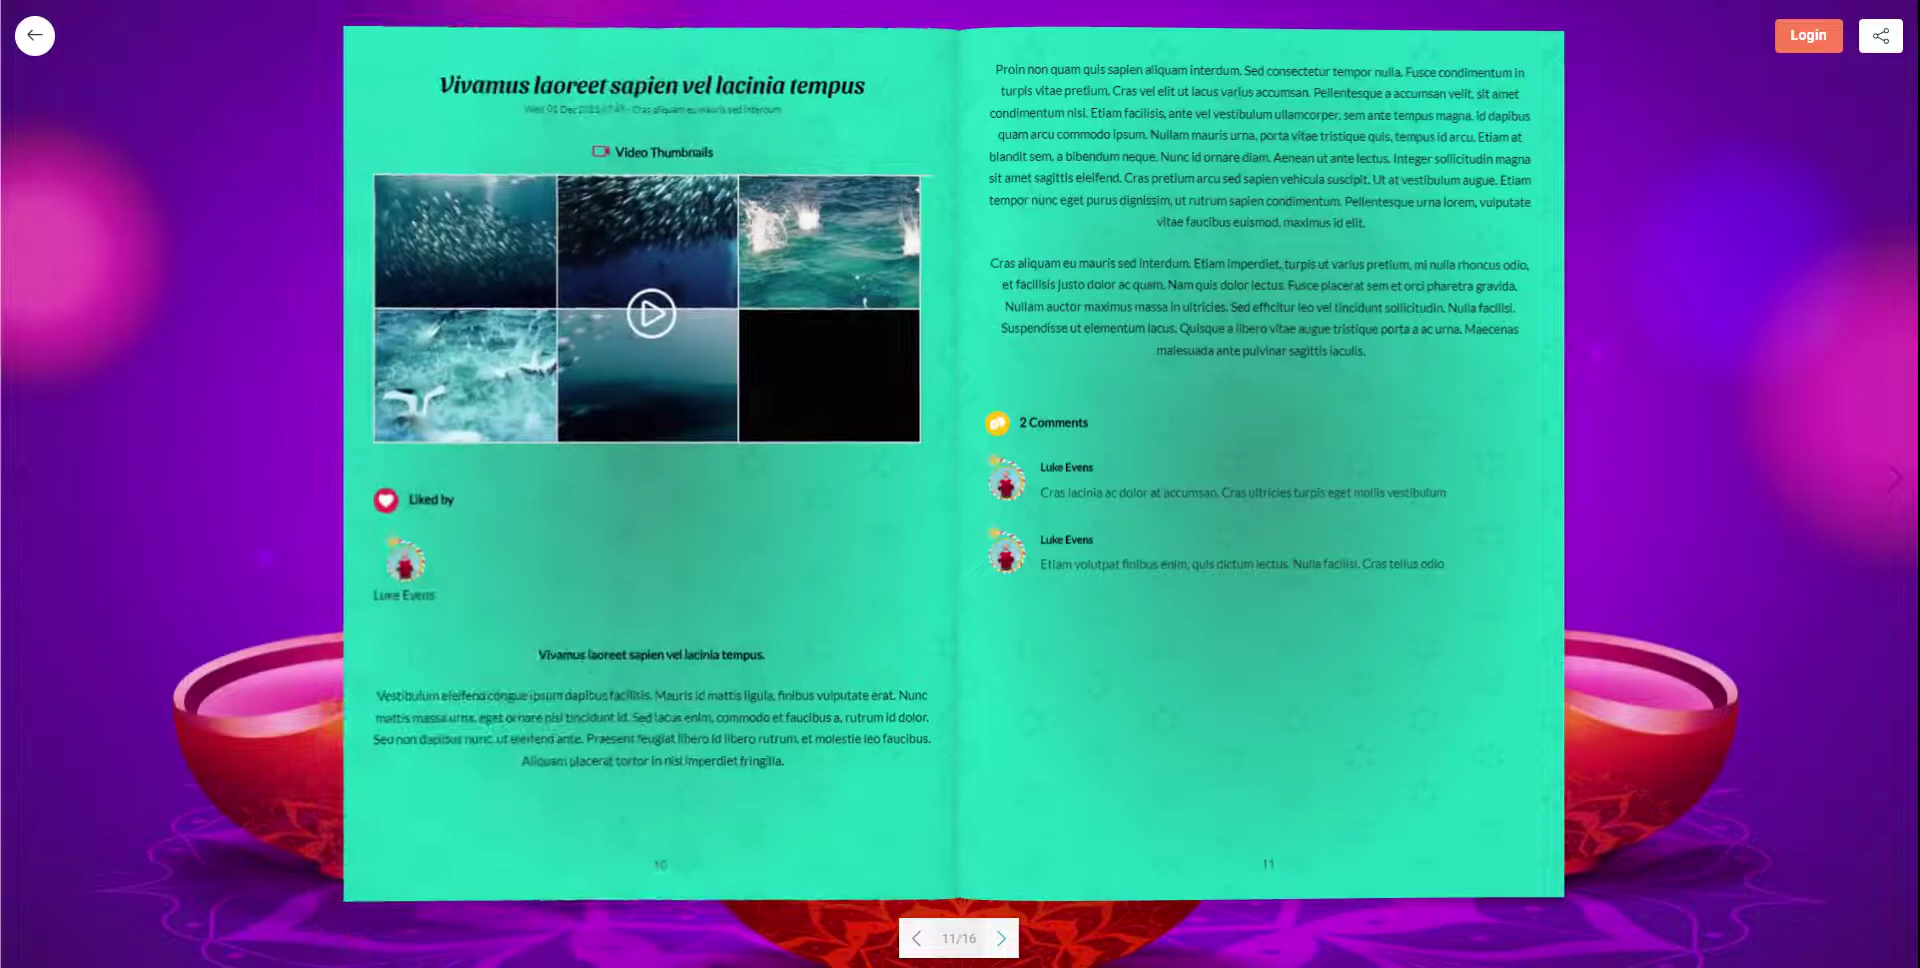 Login
Vivamus laoreet sapien vel lacinia tempus
Wed 01 Dec 2021 - Cras aliquam eu mauris sed interdum
Video Thumbnails
Liked by
Luke Evens
Vivamus laoreet sapien vel lacinia tempus.
Vestibulum eleifend congue ipsum dapibus facilisis. Mauris id mattis ligula, finibus vulputate erat. Nunc
mattis massa urna, eget ornare nisl tincidunt id. Sed lacus enim, commodo et faucibus a, rutrum id dolor.
Sed non dapibus nunc, ut eleifend ante. Praesent feugiat libero id libero rutrum, et molestie leo faucibus.
Aliquam placerat tortor in nisl imperdiet fringilla.
10
Proin non quam quis sapien aliquam interdum. Sed consectetur tempor nulla. Fusce condimentum in
turpis vitae pretium. Cras vel elit ut lacus varius accumsan. Pellentesque a accumsan velit, sit amet
condimentum nisi. Etiam facilisis, ante vel vestibulum ullamcorper, sem ante tempus magna, id dapibus
quam arcu commodo ipsum. Nullam mauris urna, porta vitae tristique quis, tempus id arcu. Etiam at
blandit sem, a bibendum neque. Nunc id ornare diam. Aenean ut ante lectus. Integer sollicitudin magna
sit amet sagittis eleifend. Cras pretium arcu sed sapien vehicula suscipit. Ut at vestibulum augue. Etiam
tempor nunc eget purus dignissim, ut rutrum sapien condimentum. Pellentesque urna lorem, vulputate
vitae faucibus euismod, maximus id elit.
Cras aliquam eu mauris sed interdum. Etiam imperdiet, turpis ut varius pretium, mi nulla rhoncus odio,
et facilisis justo dolor ac quam. Nam quis dolor lectus. Fusce placerat sem et orci pharetra gravida.
Nullam auctor maximus massa in ultricies. Sed efficitur leo vel tincidunt sollicitudin. Nulla facilisi.
Suspendisse ut elementum lacus. Quisque a libero vitae augue tristique porta a ac urna. Maecenas
malesuada ante pulvinar sagittis iaculis.
2 Comments
Luke Evens
Cras lacinia ac dolor at accumsan. Cras ultricies turpis eget mollis vestibulum
Luke Evens
Etiam volutpat finibus enim, quis dictum lectus. Nulla facilisi. Cras tellus odio
11
11/16